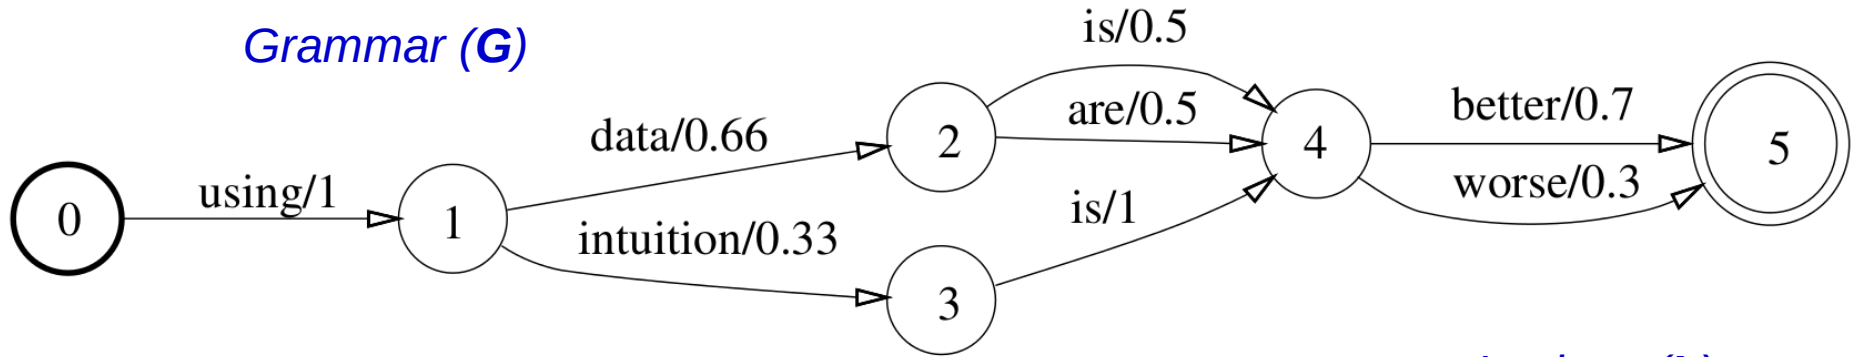 Grammar (G)
is/0.5
are/0.5
better/0.7
data/0.66
2
4
5
using/1
worse/0.3
0
1
intuition/0.33
is/1
3